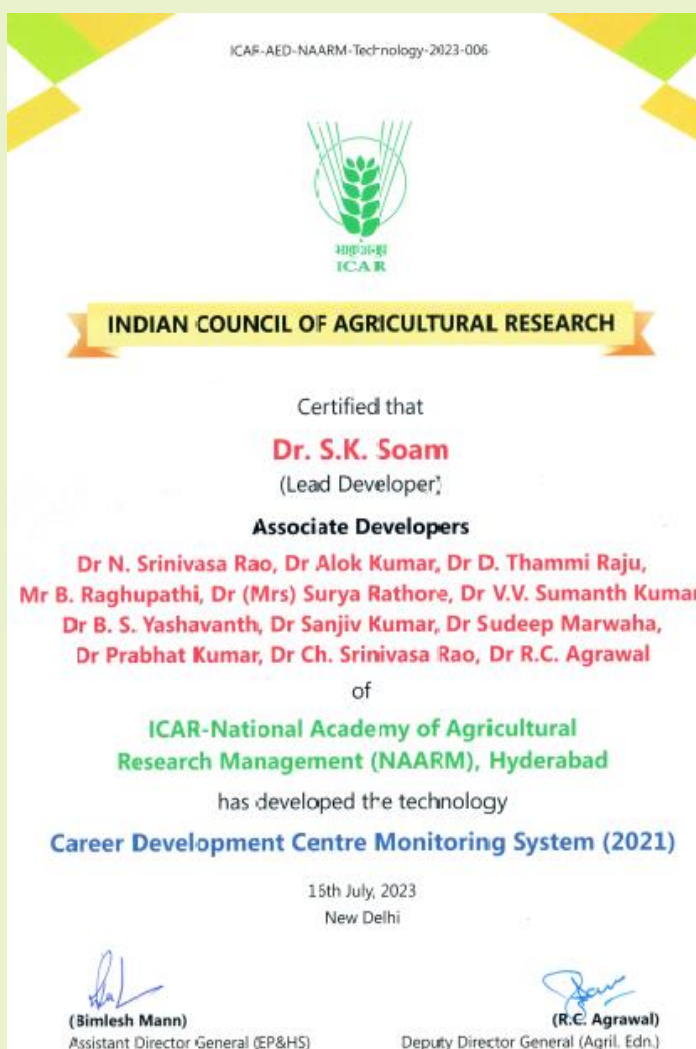 ICAR-AED-NAARM-Technology-2023-006
भाकृअनुप
ICAR
INDIAN COUNCIL OF AGRICULTURAL RESEARCH
Certified that
Dr. S.K. Soam
(Lead Developer)
Associate Developers
Dr N. Srinivasa Rao, Dr Alok Kumar, Dr D. Thammi Raju,
Mr B. Raghupathi, Dr (Mrs) Surya Rathore, Dr V.V. Sumanth Kumar
Dr B. S. Yashavanth, Dr Sanjiv Kumar, Dr Sudeep Marwaha,
Dr Prabhat Kumar, Dr Ch. Srinivasa Rao, Dr R.C. Agrawal
of
ICAR-National Academy of Agricultural
Research Management (NAARM), Hyderabad
has developed the technology
Career Development Centre Monitoring System (2021)
16th July, 2023
New Delhi
(Bimlesh Mann)
Assistant Director General (EP&HS)
(R.C. Agrawal)
Deputy Director General (Agril. Edn.)